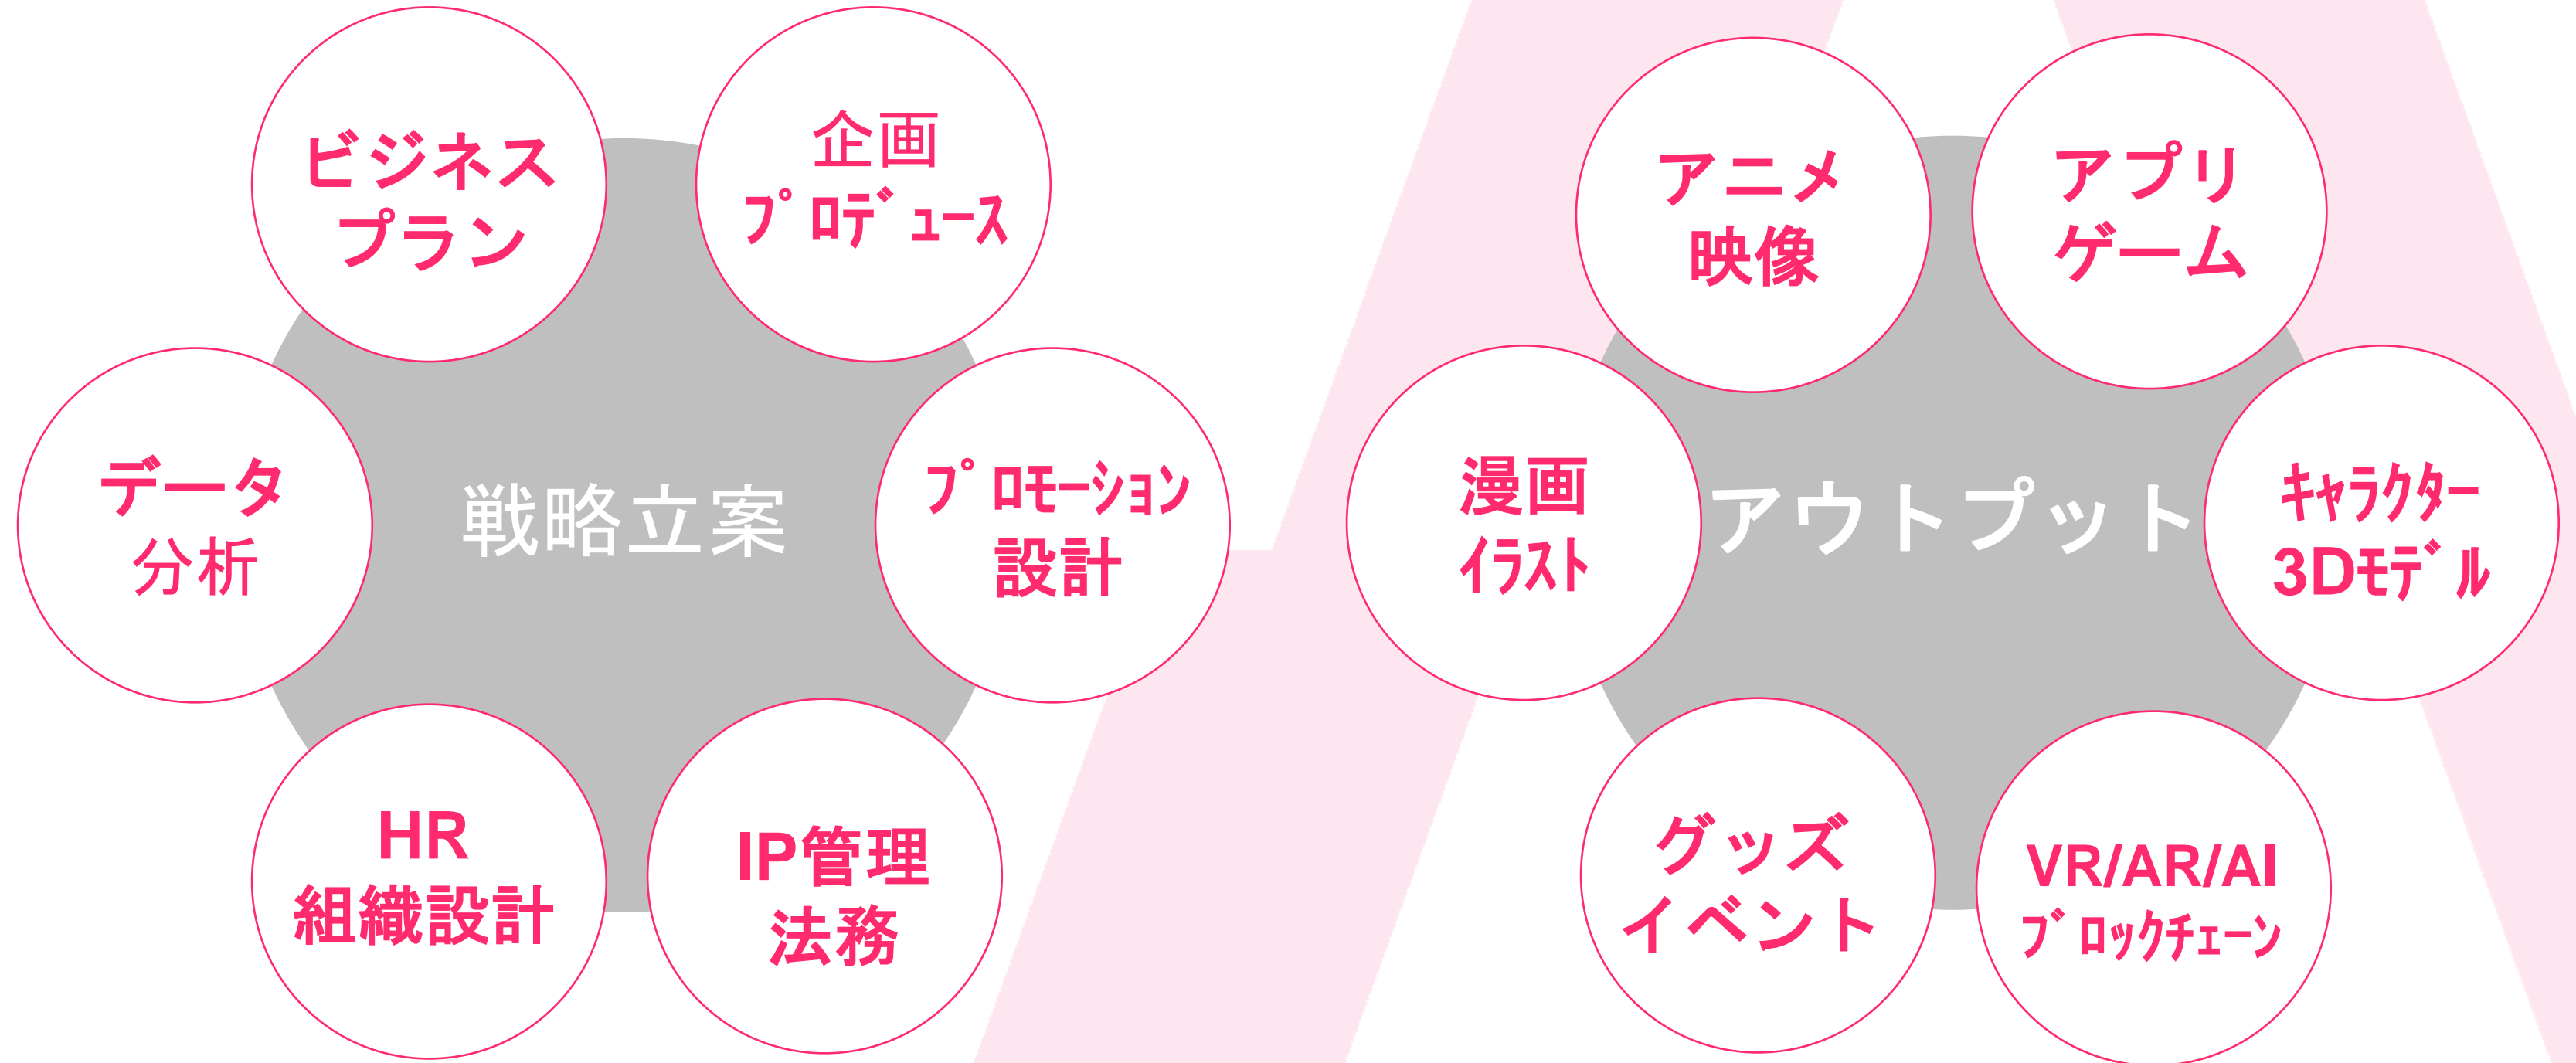 ビジネス
プラン
企画
ﾌﾟﾛﾃﾞｭｰｽ
データ
分析
戦略立案
ﾌﾟﾛﾓｰｼｮﾝ
設計
HR
組織設計
IP管理
法務
アニメ
映像
アプリ
ゲーム
漫画
ｲﾗｽﾄ
アウトプット
ｷｬﾗｸﾀｰ
3Dﾓﾃﾞﾙ
グッズ
イベント
VR/AR/AI
ﾌﾞﾛｯｸﾁｪｰﾝ